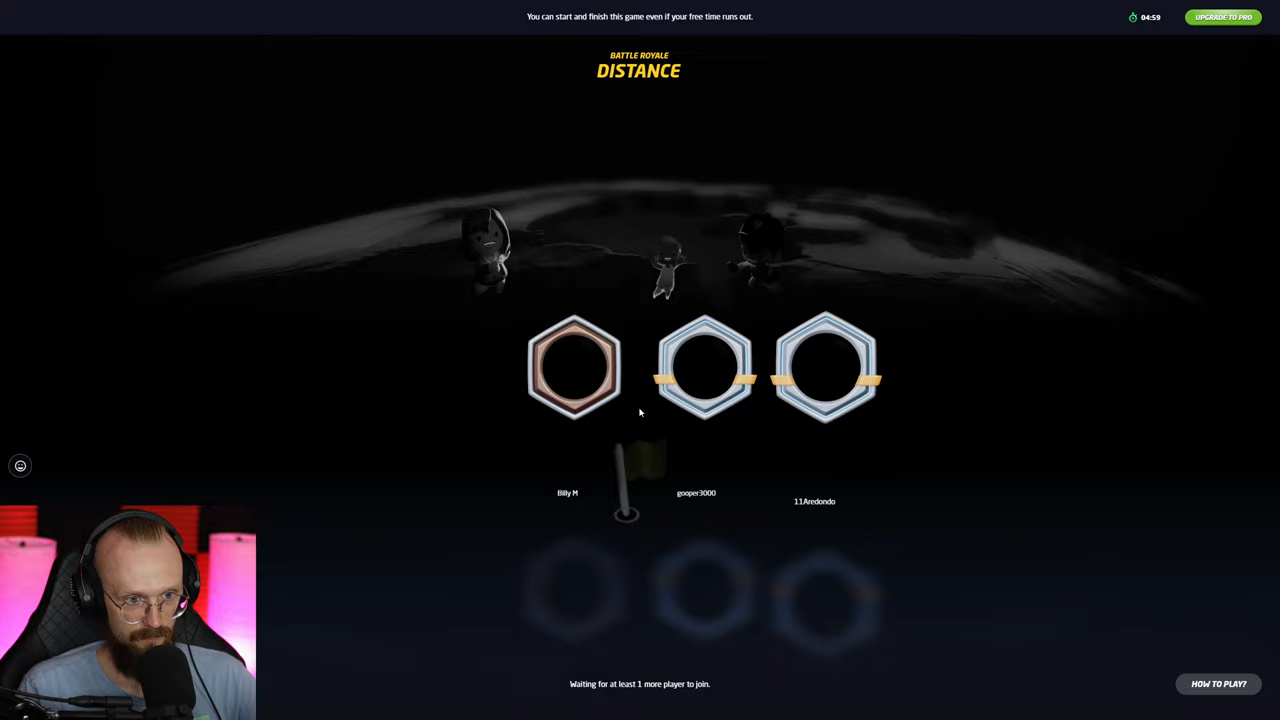 You can start and finish this game even if your free time runs out.
04:59
UPGRADE TO PRO
BATTLE ROYALE
DISTANCE
Billy M
gooper3000
11Aredondo
Waiting for at least 1 more player to join.
HOW TO PLAY?